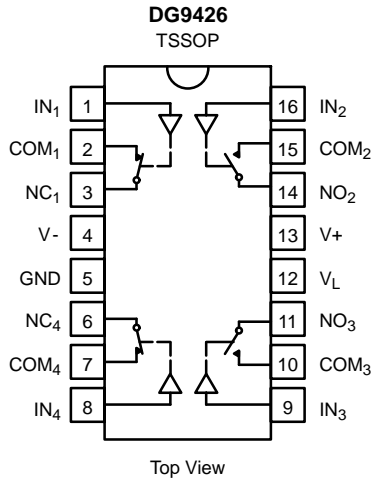 DG9426
TSSOP
IN₁ 1 16 IN₂
COM₁ 2 15 COM₂
NC₁ 3 14 NO₂
V- 4 13 V+
GND 5 12 V_L
NC₄ 6 11 NO₃
COM₄ 7 10 COM₃
IN₄ 8 9 IN₃
Top View